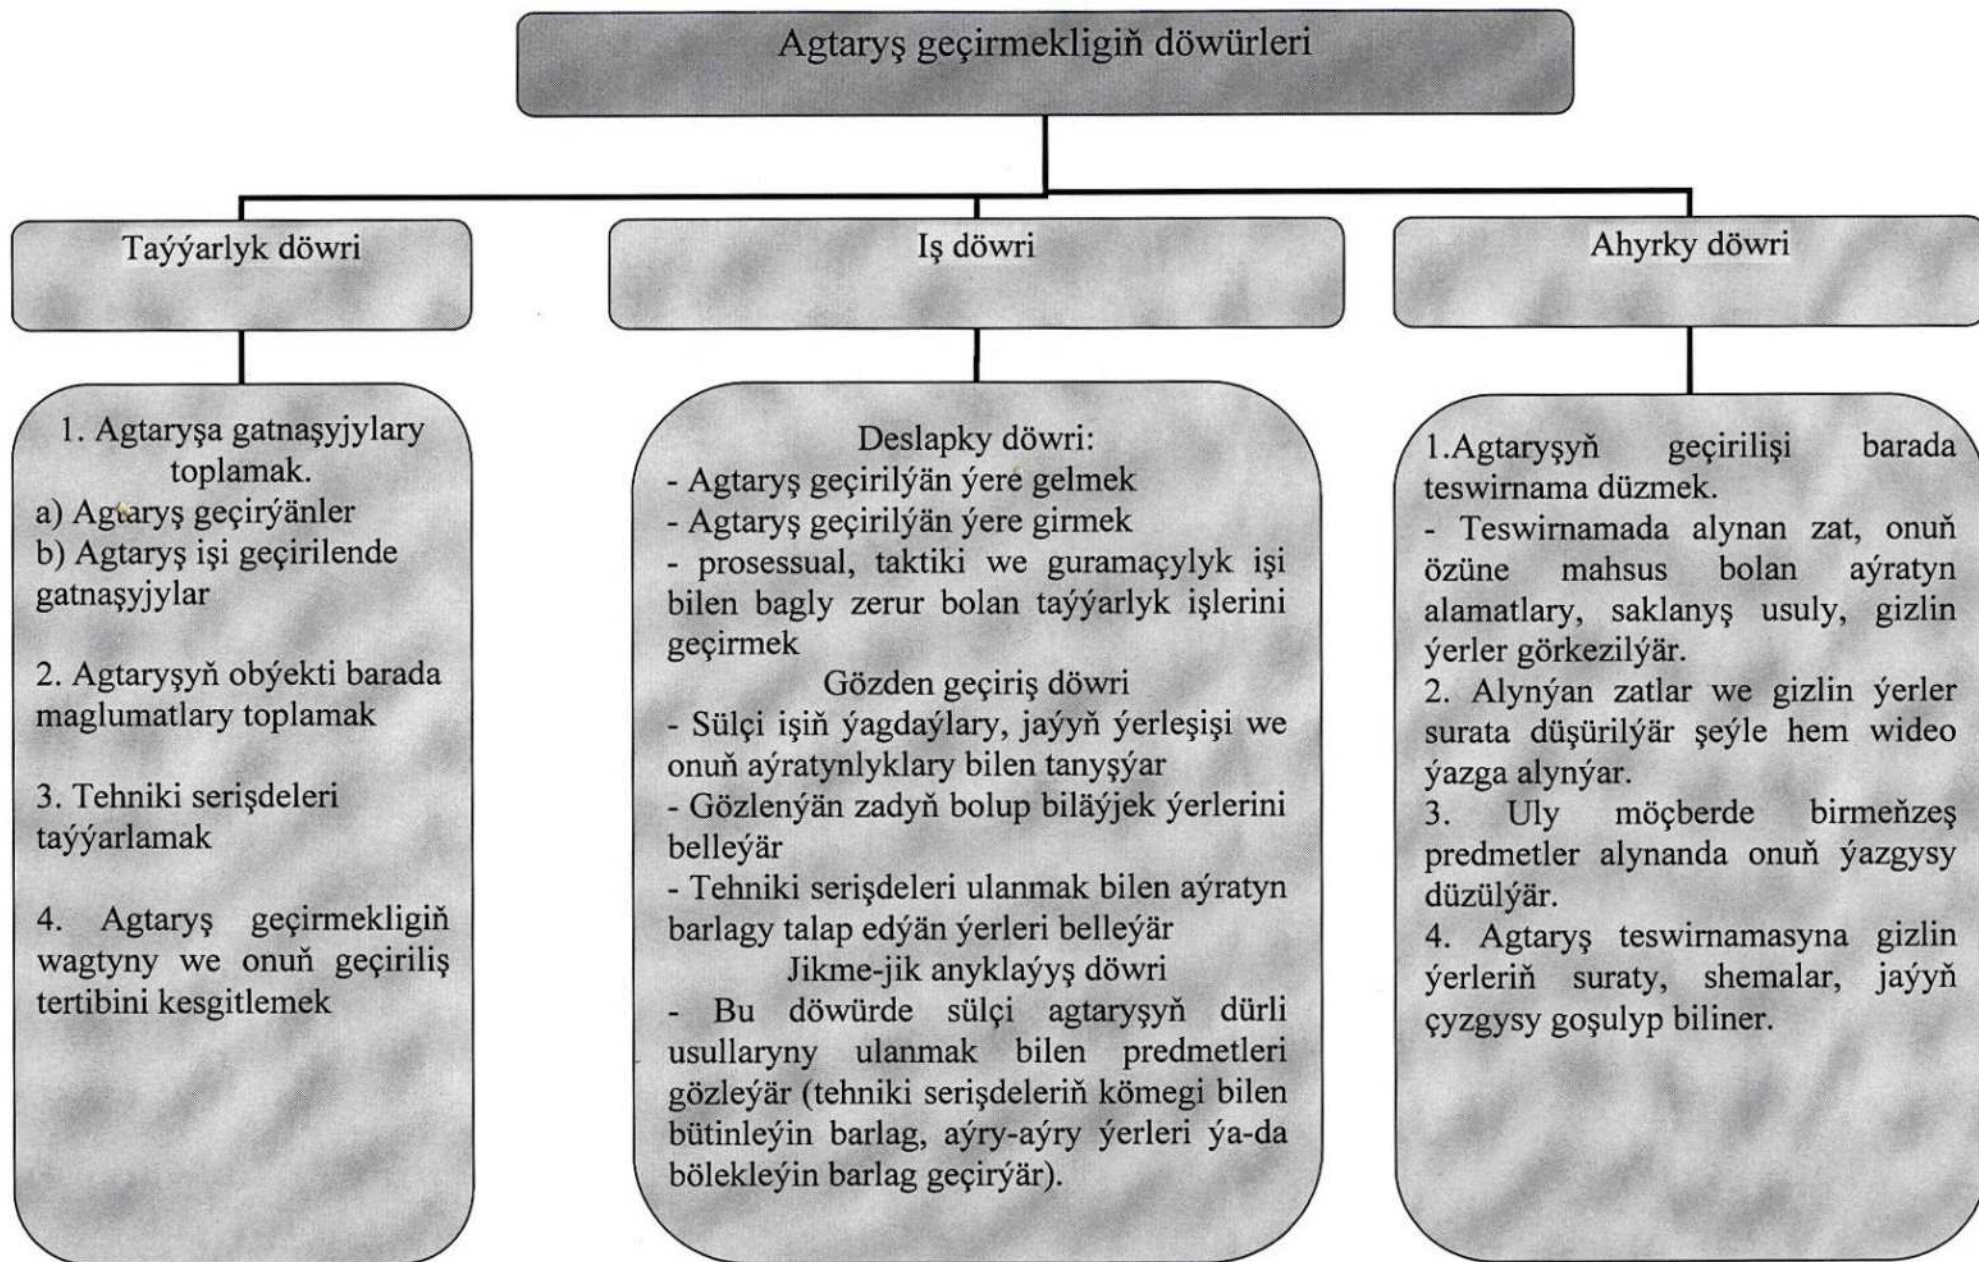 Agtaryş geçirmekligiň döwürleri
Taýýarlyk döwri
1. Agtaryşa gatnaşyjylary
toplamak.
a) Agtaryş geçirýänler
b) Agtaryş işi geçirilende
gatnaşyjylar
2. Agtaryşyň obýekti barada
maglumatlary toplamak
3. Tehniki serişdeleri
taýýarlamak
4. Agtaryş geçirmekligiň
wagtyny we onuň geçiriliş
tertibini kesgitlemek
Iş döwri
Deslapky döwri:
- Agtaryş geçirilýän ýere gelmek
- Agtaryş geçirilýän ýere girmek
- prosessual, taktiki we guramaçylyk işi
bilen bagly zerur bolan taýýarlyk işlerini
geçirmek
Gözden geçiriş döwri
- Sülçi işiň ýagdaýlary, jaýyň ýerleşişi we
onuň aýratynlyklary bilen tanyşýar
- Gözlenýän zadyň bolup biläýjek ýerlerini
belleýär
- Tehniki serişdeleri ulanmak bilen aýratyn
barlagy talap edýän ýerleri belleýär
Jikme-jik anyklaýyş döwri
- Bu döwürde sülçi agtaryşyň dürli
usullaryny ulanmak bilen predmetleri
gözleýär (tehniki serişdeleriň kömegi bilen
bütinleýin barlag, aýry-aýry ýerleri ýa-da
bölekleýin barlag geçirýär).
Ahyrky döwri
1.Agtaryşyň geçirilişi barada
teswirnama düzmek.
- Teswirnamada alynan zat, onuň
özüne mahsus bolan aýratyn
alamatlary, saklanyş usuly, gizlin
ýerler görkezilýär.
2. Alynýan zatlar we gizlin ýerler
surata düşürilýär şeýle hem wideo
ýazga alynýar.
3. Uly möçberde birmeňzeş
predmetler alynanda onuň ýazgysy
düzülýär.
4. Agtaryş teswirnamasyna gizlin
ýerleriň suraty, shemalar, jaýyň
çyzgysy goşulyp biliner.